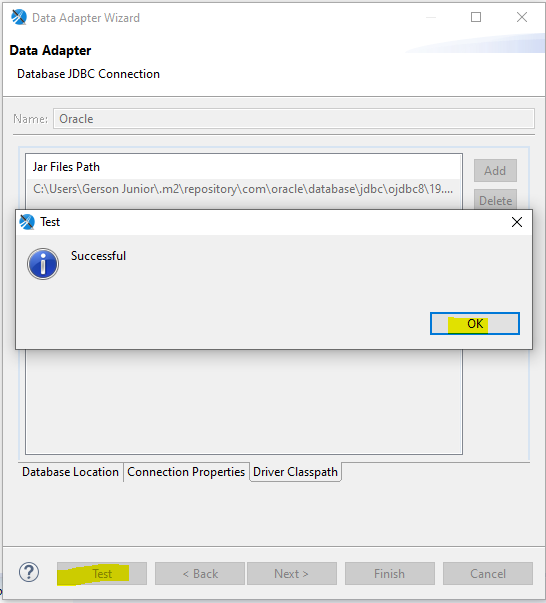 Data Adapter Wizard
Data Adapter
Database JDBC Connection
Name: Oracle
Jar Files Path
Add
C:\Users\Gerson Junior\.m2\repository\com\oracle\database\jdbc\ojdbc8\19....
Delete
Test
Successful
OK
Database Location Connection Properties Driver Classpath
? Test < Back Next > Finish Cancel